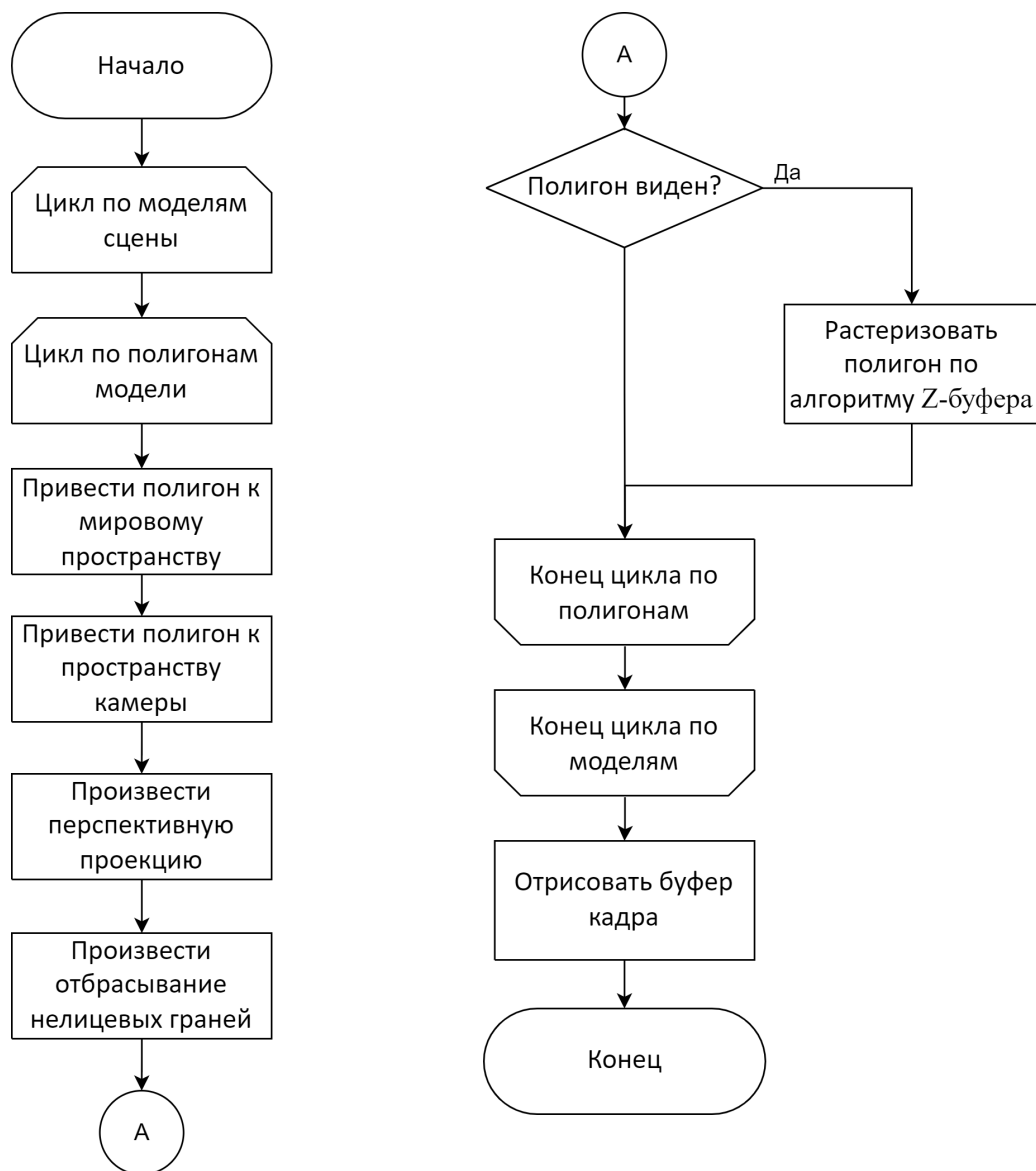 Начало
Цикл по моделям
сцены
Цикл по полигонам
модели
Привести полигон к
мировому
пространству
Привести полигон к
пространству
камеры
Произвести
перспективную
проекцию
Произвести
отбрасывание
нелицевых граней
А
А
Полигон виден?
Да
Растеризовать
полигон по
алгоритму Z-буфера
Конец цикла по
полигонам
Конец цикла по
моделям
Отрисовать буфер
кадра
Конец